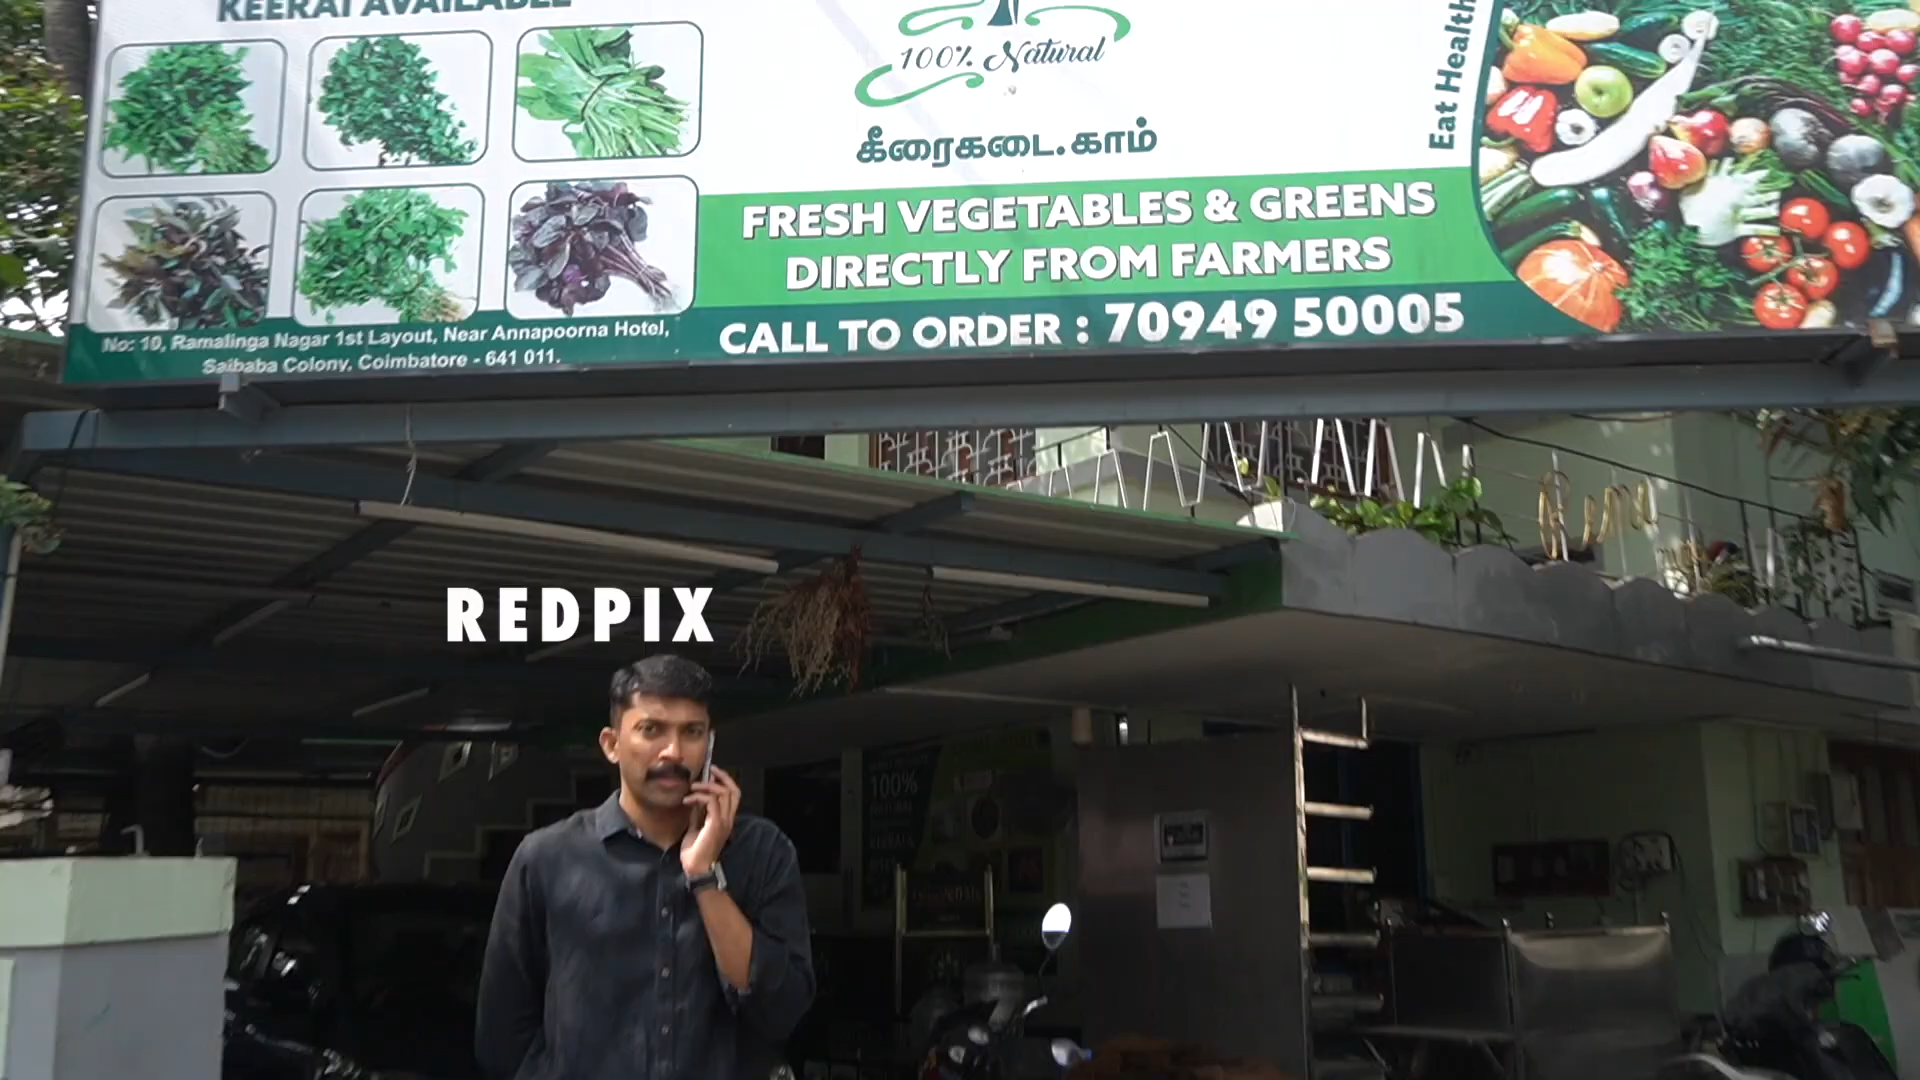 KEERAI AVAILABLE
100% Natural
கீரைகடை.காம்
Eat Health
FRESH VEGETABLES & GREENS
DIRECTLY FROM FARMERS
CALL TO ORDER : 70949 50005
No: 10, Ramalinga Nagar 1st Layout, Near Annapoorna Hotel,
Saibaba Colony, Coimbatore - 641 011.
REDPIX
100%